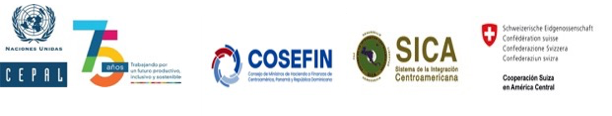 NACIONES UNIDAS
CEPAL
75
años
Trabajando por
un futuro productivo,
inclusivo y sostenible
COSEFIN
Consejo de Ministros de Hacienda o Finanzas de
Centroamérica, Panamá y República Dominicana
SICA
Sistema de la Integración
Centroamericana
Schweizerische Eidgenossenschaft
Confédération suisse
Confederazione Svizzera
Confederaziun svizra
Cooperación Suiza
en América Central